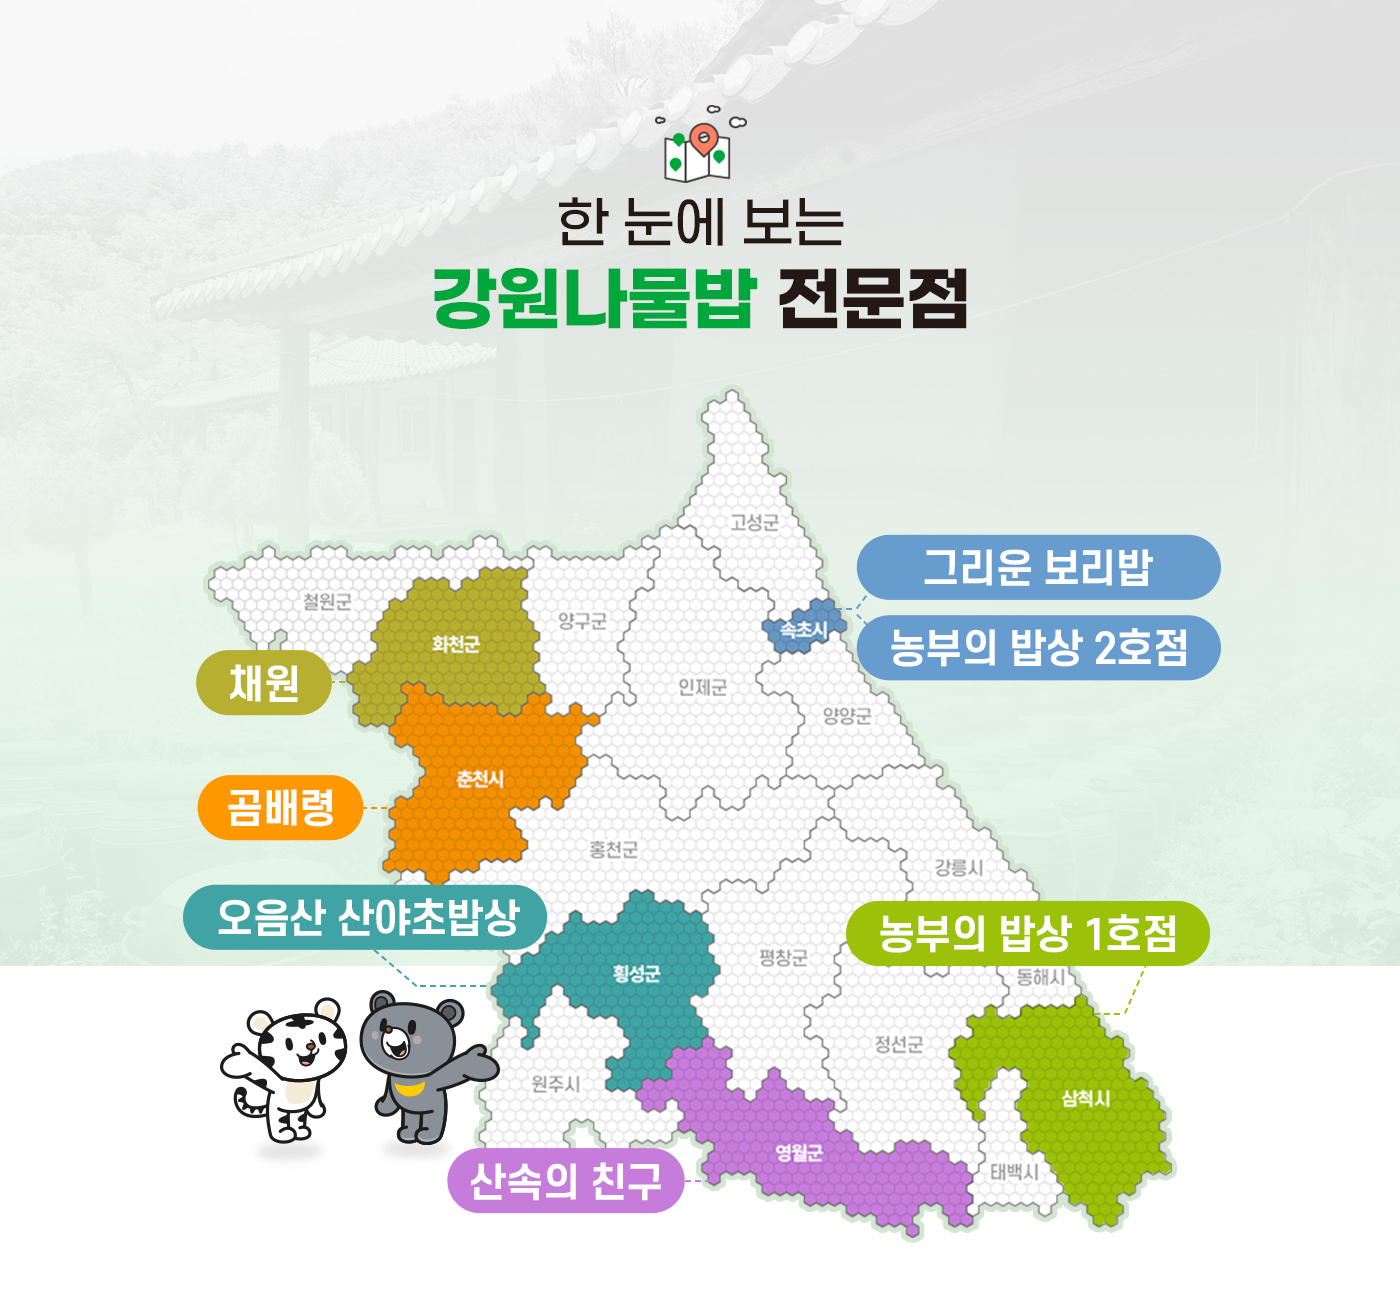 한 눈에 보는
강원나물밥 전문점
고성군
철원군
화천군
양구군
속초시
그리운 보리밥
농부의 밥상 2호점
채원
인제군
양양군
춘천시
곰배령
홍천군
강릉시
오음산 산야초밥상
농부의 밥상 1호점
횡성군
평창군
동해시
정선군
원주시
삼척시
영월군
태백시
산속의 친구